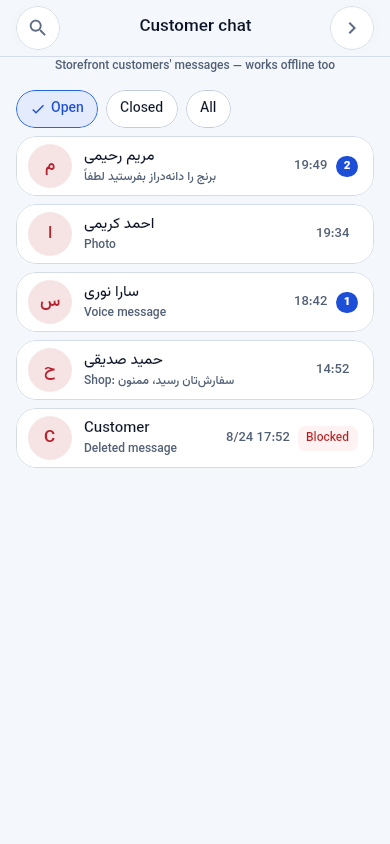 Customer chat
Storefront customers' messages — works offline too
Open
Closed
All
م
مریم رحیمی
برنج را دانه‌دراز بفرستید لطفاً
19:49
2
ا
احمد کریمی
Photo
19:34
س
سارا نوری
Voice message
18:42
1
ح
حمید صدیقی
Shop: سفارش‌تان رسید، ممنون
14:52
C
Customer
Deleted message
8/24 17:52
Blocked